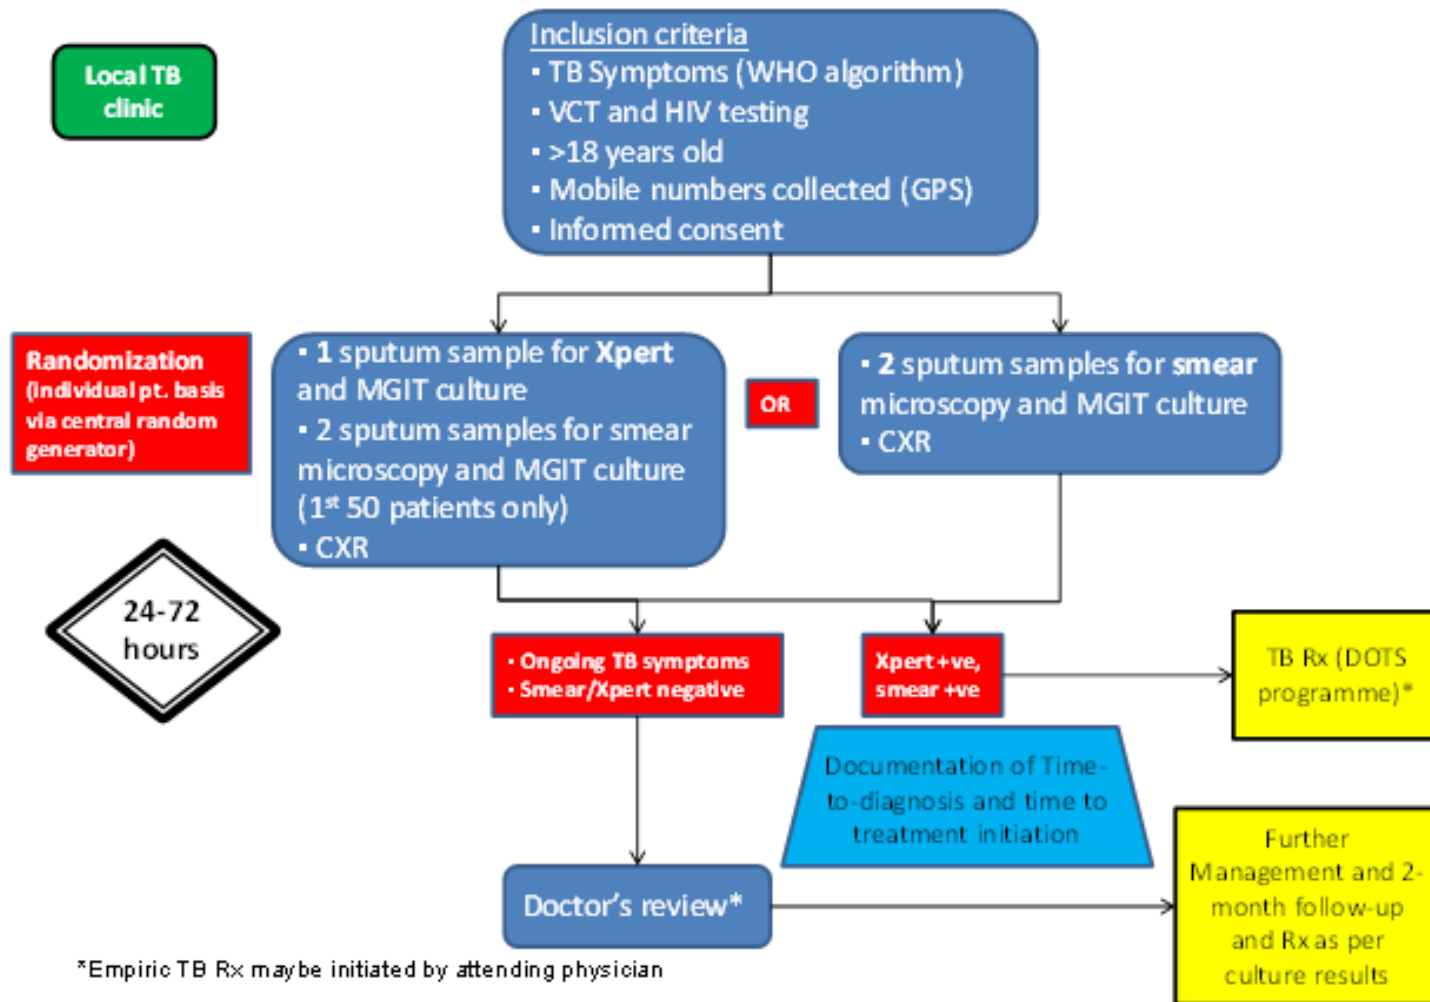 Local TB
clinic
Inclusion criteria
▪ TB Symptoms (WHO algorithm)
▪ VCT and HIV testing
▪ >18 years old
▪ Mobile numbers collected (GPS)
▪ Informed consent
Randomization
(individual pt. basis
via central random
generator)
▪ 1 sputum sample for Xpert
and MGIT culture
▪ 2 sputum samples for smear
microscopy and MGIT culture
(1st 50 patients only)
▪ CXR
OR
▪ 2 sputum samples for smear
microscopy and MGIT culture
▪ CXR
24-72
hours
▪ Ongoing TB symptoms
▪ Smear/Xpert negative
Xpert +ve,
smear +ve
TB Rx (DOTS
programme)*
Documentation of Time-
to-diagnosis and time to
treatment initiation
Doctor's review*
Further
Management and 2-
month follow-up
and Rx as per
culture results
*Empiric TB Rx maybe initiated by attending physician